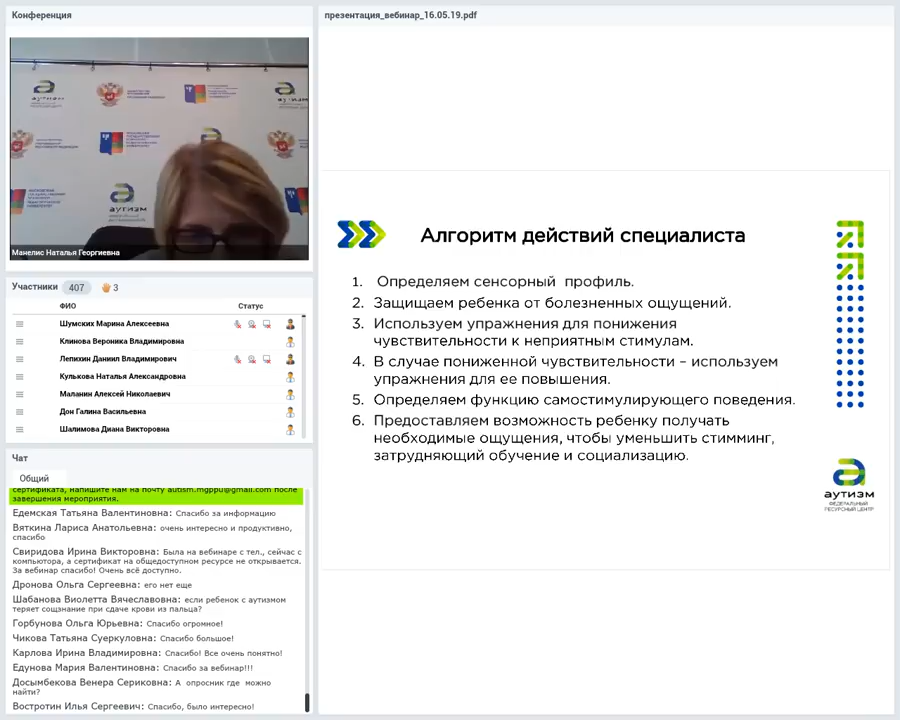 Конференция
аутизм
аутизм
аутизм
Манелис Наталья Георгиевна
Участники 407 3
ФИО Статус
Шумских Марина Алексеевна
Клинова Вероника Владимировна
Лепихин Даниил Владимирович
Кулькова Наталья Александровна
Маланин Алексей Николаевич
Дон Галина Васильевна
Шалимова Диана Викторовна
Чат
Общий
сертификата, напишите нам на почту autism.mgppu@gmail.com после
завершения мероприятия.
Едемская Татьяна Валентиновна: Спасибо за информацию
Вяткина Лариса Анатольевна: очень интересно и продуктивно,
спасибо
Свиридова Ирина Викторовна: Была на вебинаре с тел., сейчас с
компьютора, а сертификат на общедоступном ресурсе не открывается.
За вебинар спасибо! Очень всё доступно.
Дронова Ольга Сергеевна: его нет еще
Шабанова Виолетта Вячеславовна: если ребенок с аутизмом
теряет сощзнание при сдаче крови из пальца?
Горбунова Ольга Юрьевна: Спасибо огромное!
Чикова Татьяна Суеркуловна: Спасибо большое!
Карлова Ирина Владимировна: Спасибо! Все очень понятно!
Едунова Мария Валентиновна: Спасибо за вебинар!!!
Досымбекова Венера Сериковна: А опросник где можно
найти?
Востротин Илья Сергеевич: Спасибо, было интересно!
презентация_вебинар_16.05.19.pdf
Алгоритм действий специалиста
1. Определяем сенсорный профиль.
2. Защищаем ребенка от болезненных ощущений.
3. Используем упражнения для понижения
чувствительности к неприятным стимулам.
4. В случае пониженной чувствительности – используем
упражнения для ее повышения.
5. Определяем функцию самостимулирующего поведения.
6. Предоставляем возможность ребенку получать
необходимые ощущения, чтобы уменьшить стимминг,
затрудняющий обучение и социализацию.
аутизм
ФЕДЕРАЛЬНЫЙ
РЕСУРСНЫЙ ЦЕНТР